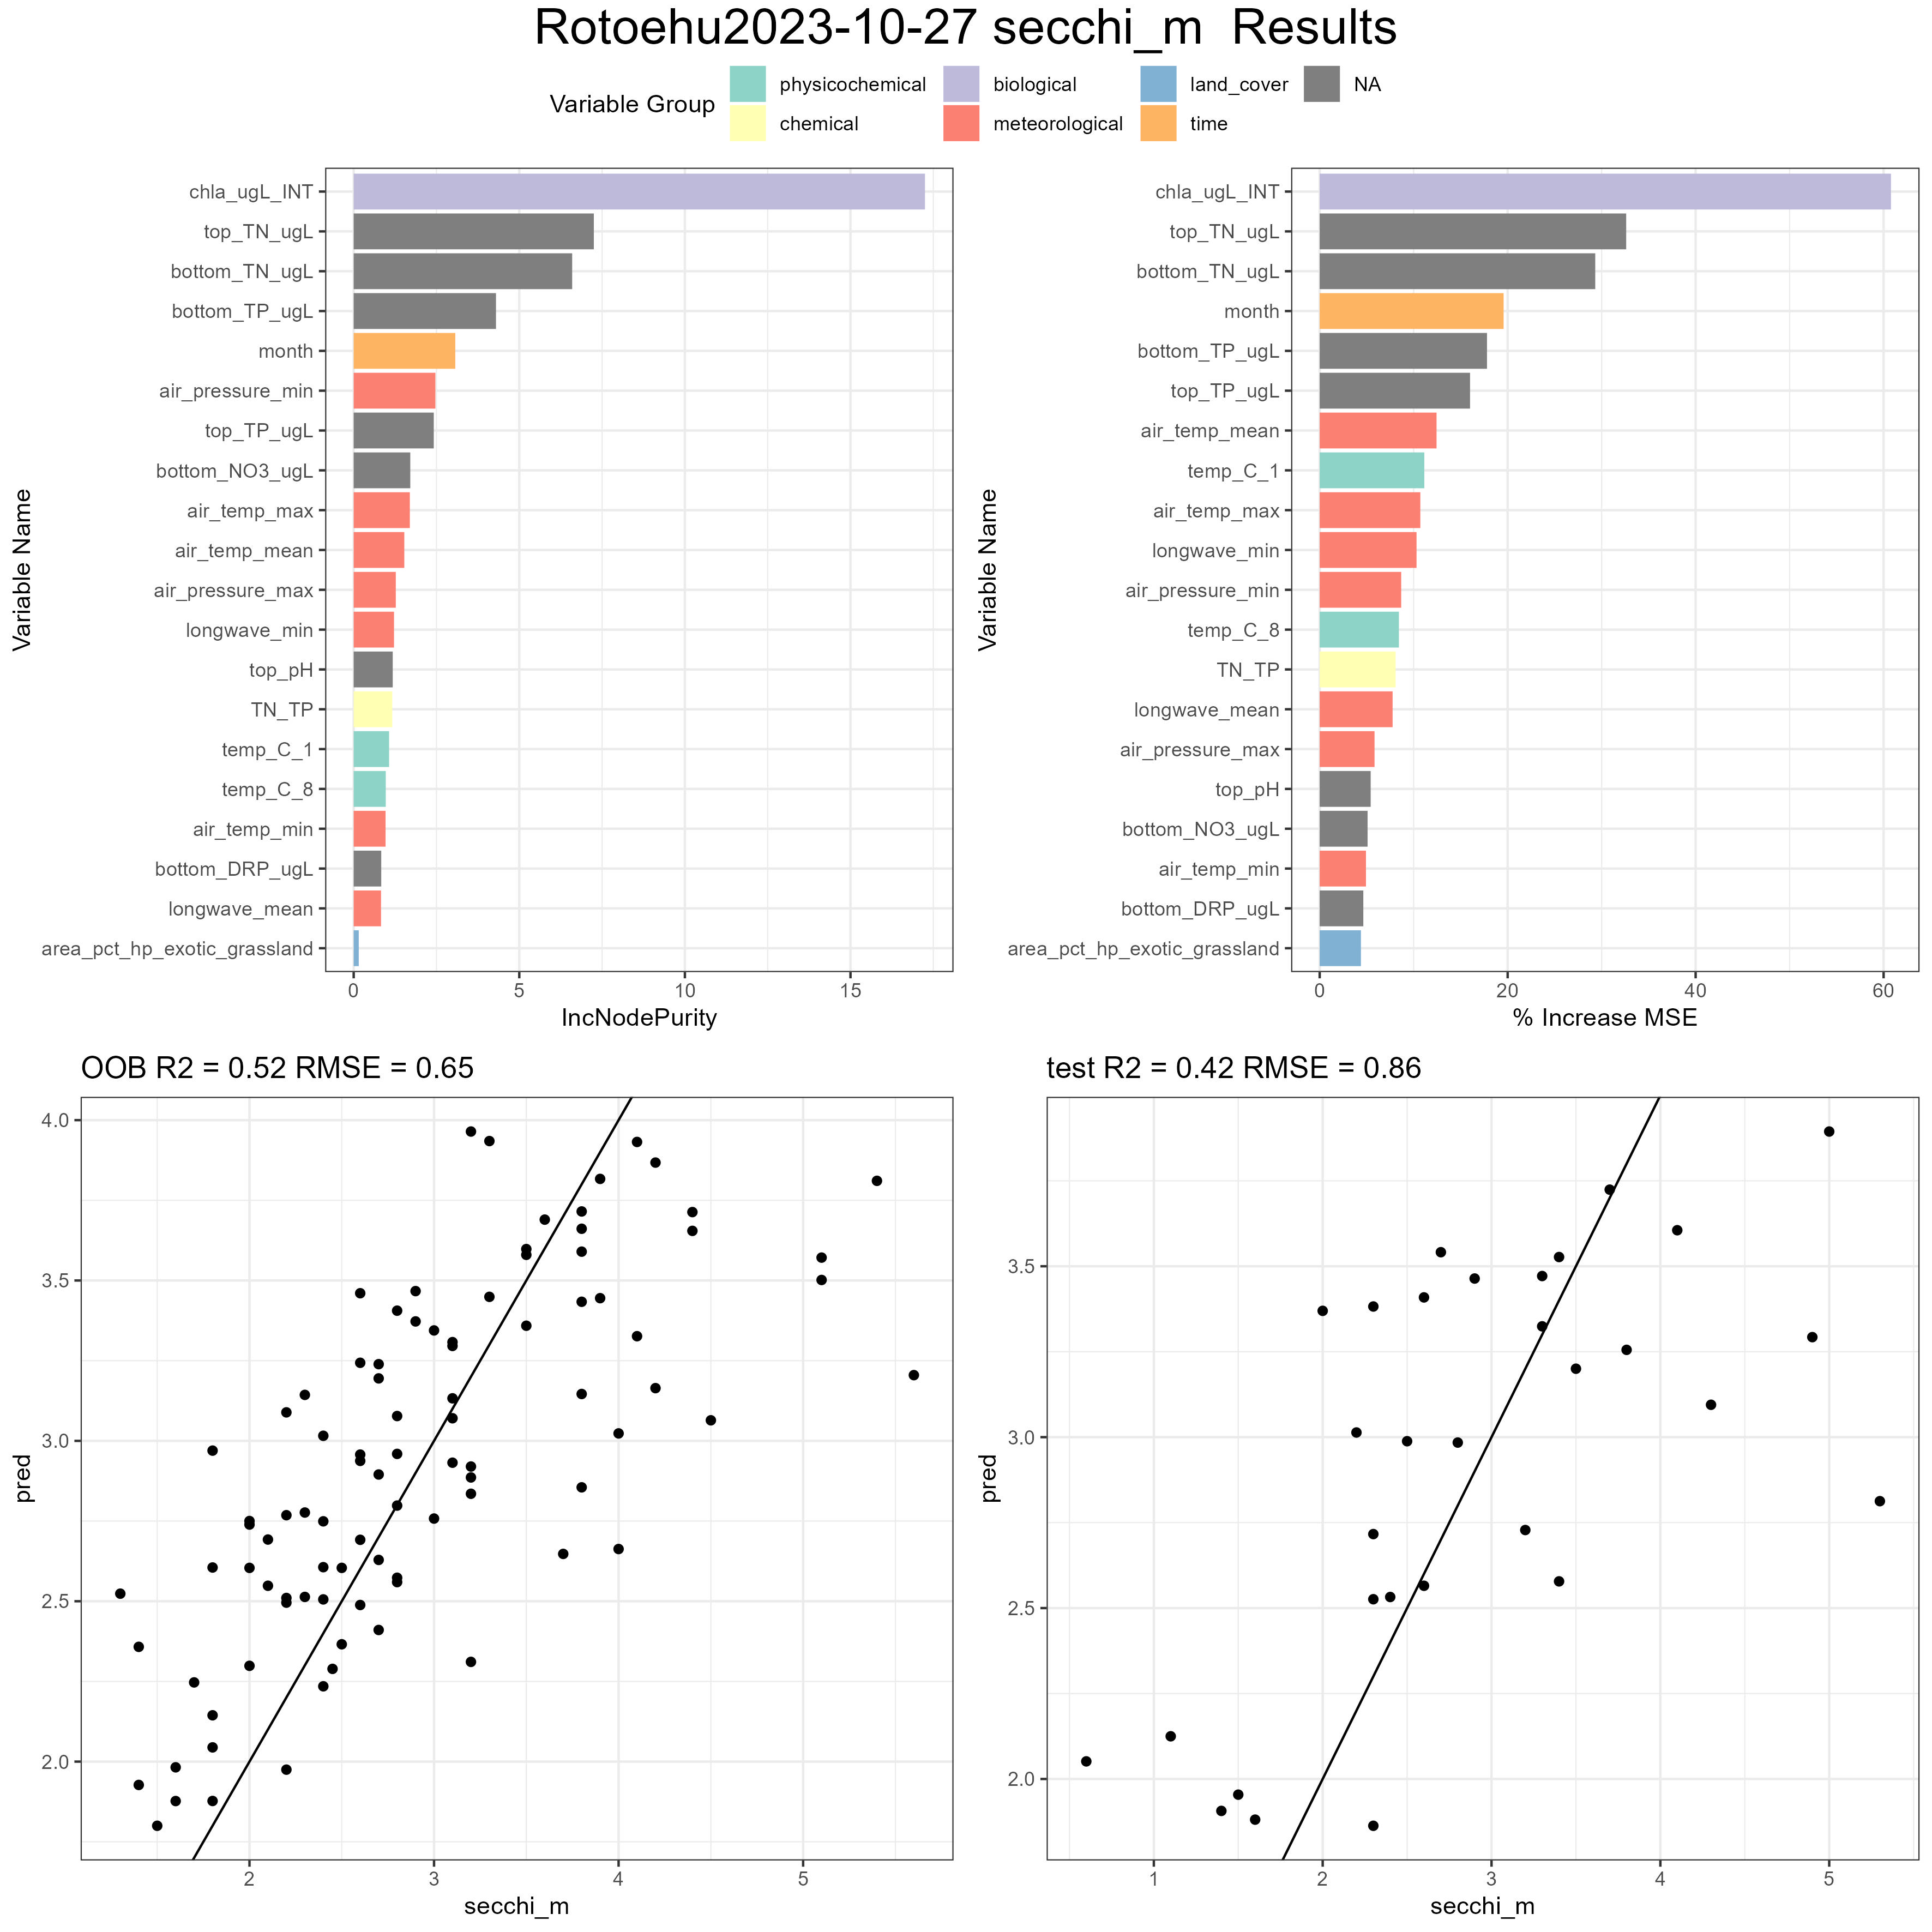 Rotoehu2023-10-27 secchi_m  Results
Variable Group
physicochemical
biological
land_cover
NA
chemical
meteorological
time
Variable Name
chla_ugL_INT
top_TN_ugL
bottom_TN_ugL
bottom_TP_ugL
month
air_pressure_min
top_TP_ugL
bottom_NO3_ugL
air_temp_max
air_temp_mean
air_pressure_max
longwave_min
top_pH
TN_TP
temp_C_1
temp_C_8
air_temp_min
bottom_DRP_ugL
longwave_mean
area_pct_hp_exotic_grassland
0 5 10 15
IncNodePurity
Variable Name
chla_ugL_INT
top_TN_ugL
bottom_TN_ugL
month
bottom_TP_ugL
top_TP_ugL
air_temp_mean
temp_C_1
air_temp_max
longwave_min
air_pressure_min
temp_C_8
TN_TP
longwave_mean
air_pressure_max
top_pH
bottom_NO3_ugL
air_temp_min
bottom_DRP_ugL
area_pct_hp_exotic_grassland
0 20 40 60
% Increase MSE
OOB R2 = 0.52 RMSE = 0.65
pred
4.0
3.5
3.0
2.5
2.0
2 3 4 5
secchi_m
test R2 = 0.42 RMSE = 0.86
pred
3.5
3.0
2.5
2.0
1 2 3 4 5
secchi_m